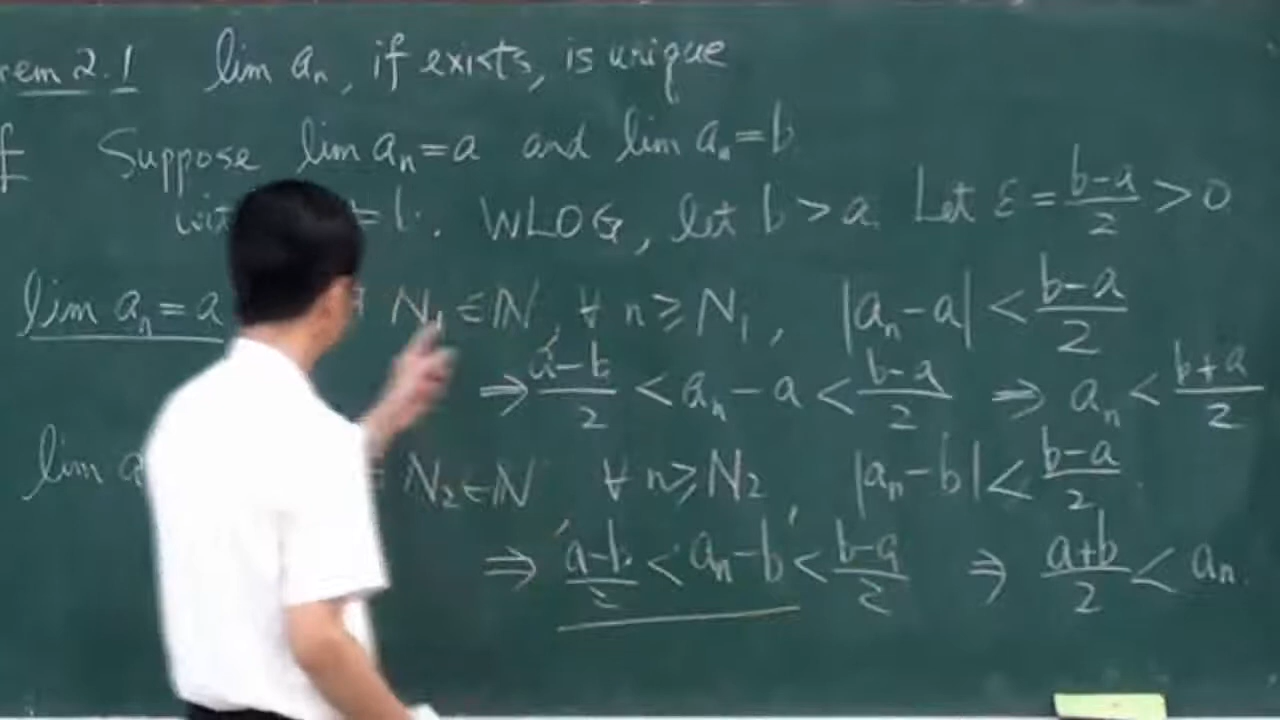 rem 2.1 lim aₙ, if exists, is unique
f Suppose lim aₙ = a and lim aₙ = b
wit = b. WLOG, let b > a. Let ε = (b-a)/2 > 0
lim aₙ = a ∃ N₁ ∈ ℕ, ∀ n ≥ N₁, |aₙ - a| < (b-a)/2
⇒ (a-b)/2 < aₙ - a < (b-a)/2 ⇒ aₙ < (b+a)/2
lim a N₂ ∈ ℕ ∀ n ≥ N₂, |aₙ - b| < (b-a)/2
⇒ (a-b)/2 < aₙ - b < (b-a)/2 ⇒ (a+b)/2 < aₙ.